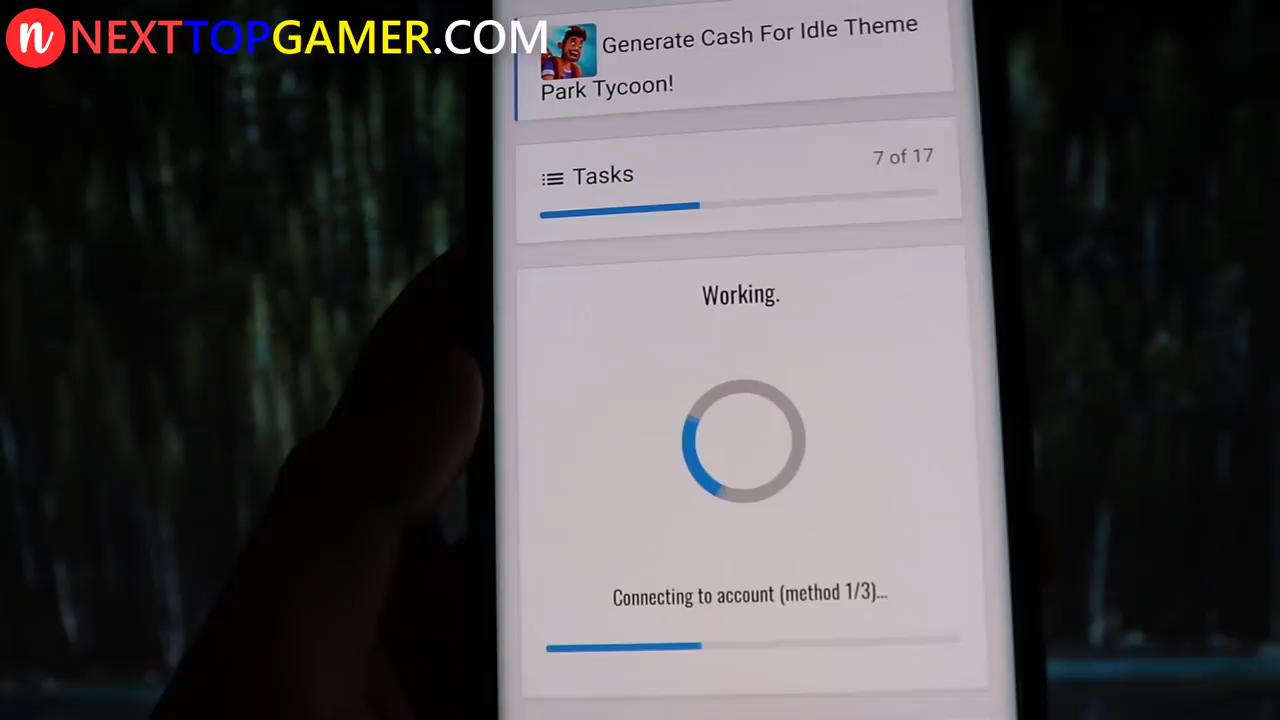 n NEXTTOPGAMER.COM
Generate Cash For Idle Theme
Park Tycoon!
Tasks
7 of 17
Working.
Connecting to account (method 1/3)...